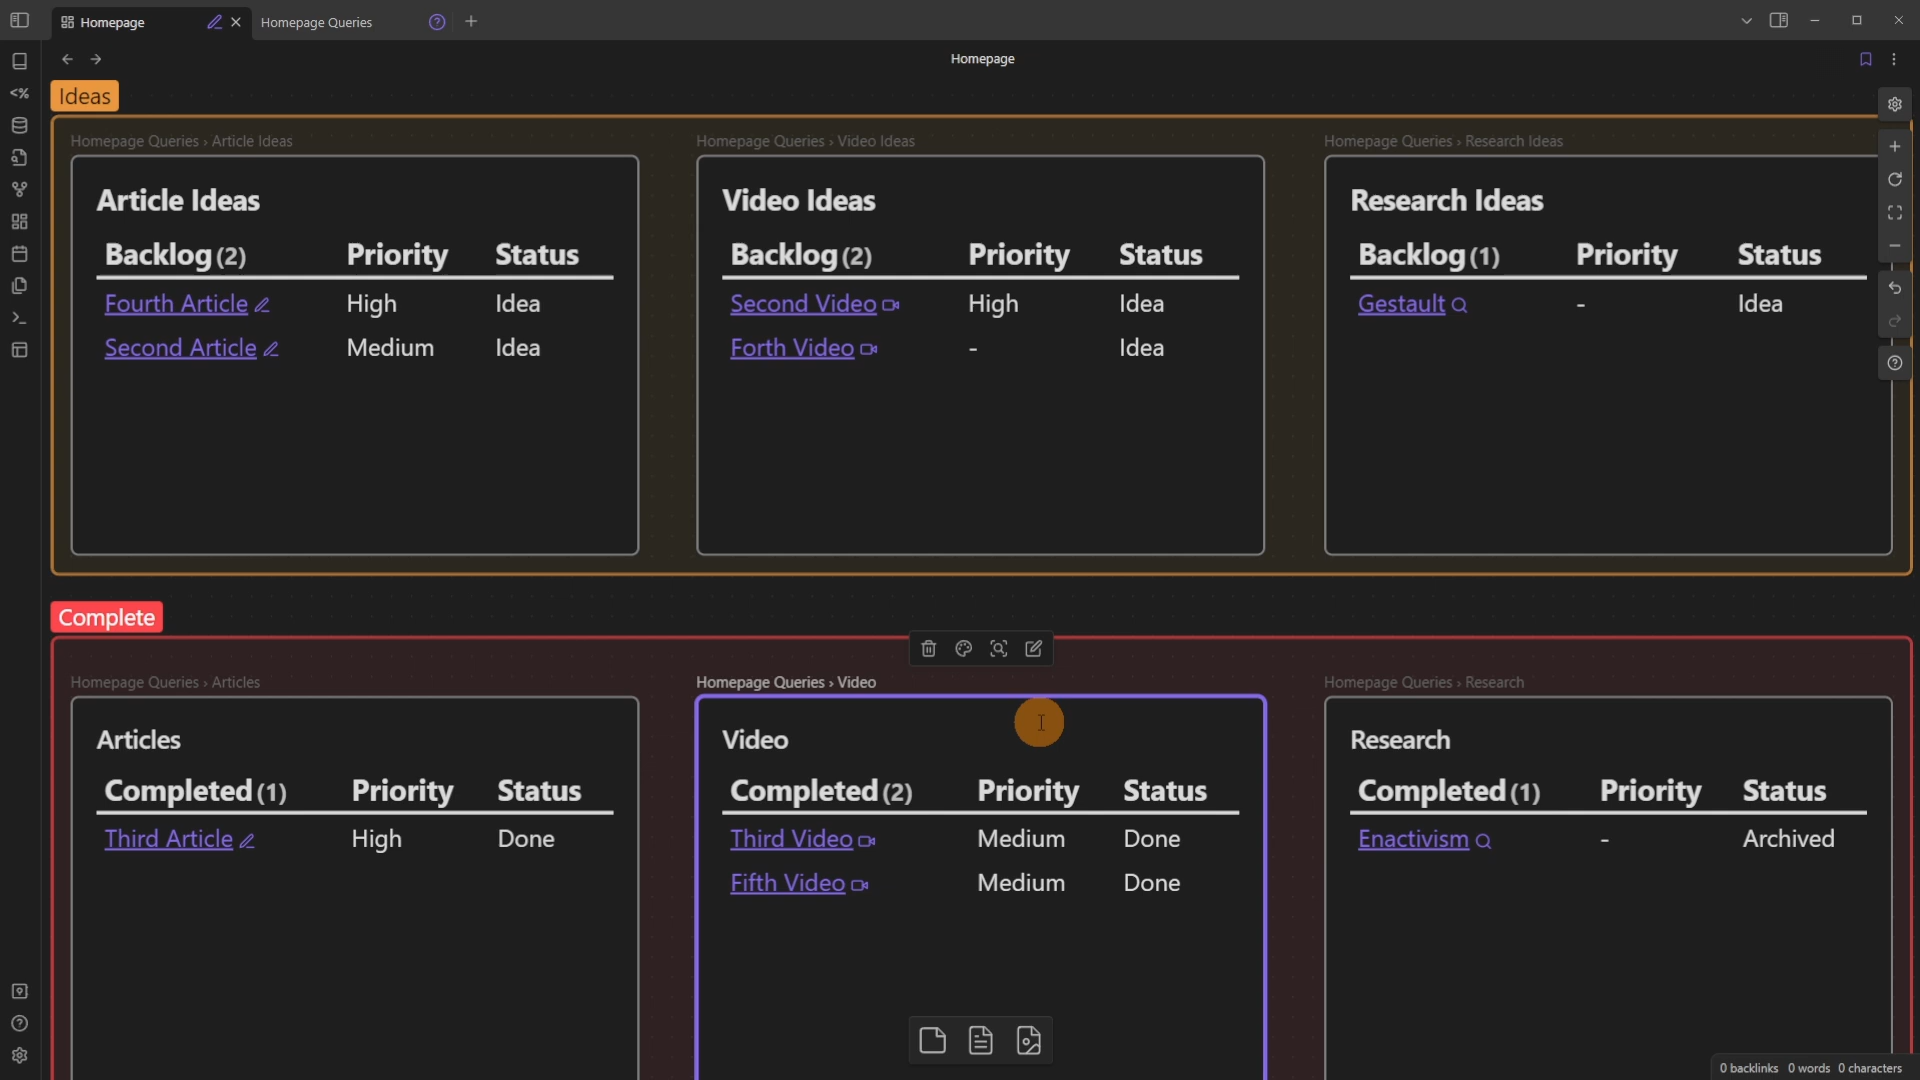 Homepage
Homepage Queries
Homepage
Ideas
Homepage Queries › Article Ideas
Article Ideas
Backlog (2) Priority Status
Fourth Article High Idea
Second Article Medium Idea
Homepage Queries › Video Ideas
Video Ideas
Backlog (2) Priority Status
Second Video High Idea
Forth Video - Idea
Homepage Queries › Research Ideas
Research Ideas
Backlog (1) Priority Status
Gestault - Idea
Complete
Homepage Queries › Articles
Articles
Completed (1) Priority Status
Third Article High Done
Homepage Queries › Video
Video
Completed (2) Priority Status
Third Video Medium Done
Fifth Video Medium Done
Homepage Queries › Research
Research
Completed (1) Priority Status
Enactivism - Archived
0 backlinks 0 words 0 characters